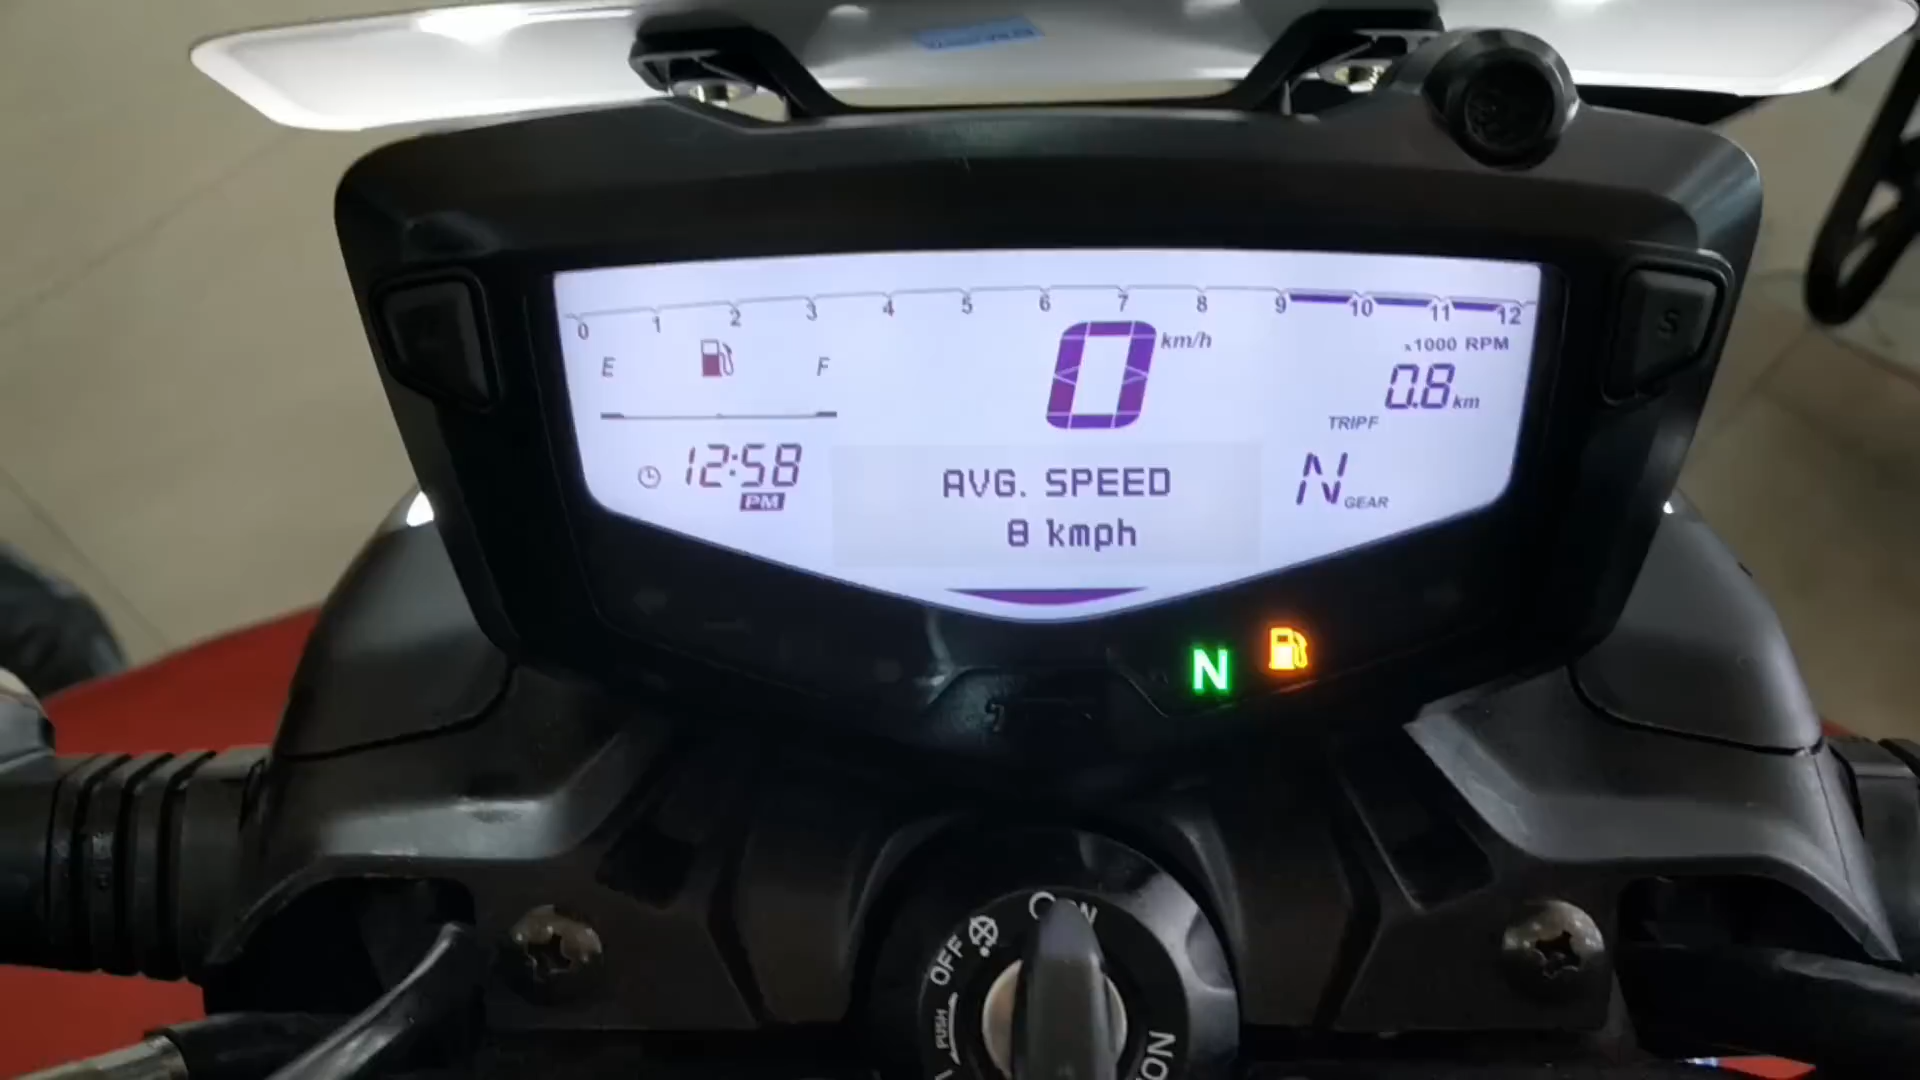 0 1 2 3 4 5 6 7 8 9 10 11 12
x1000 RPM
E F
0 km/h
0.8 km
TRIP F
12:58
PM
AVG. SPEED
8 kmph
N GEAR
N
ON
OFF
PUSH